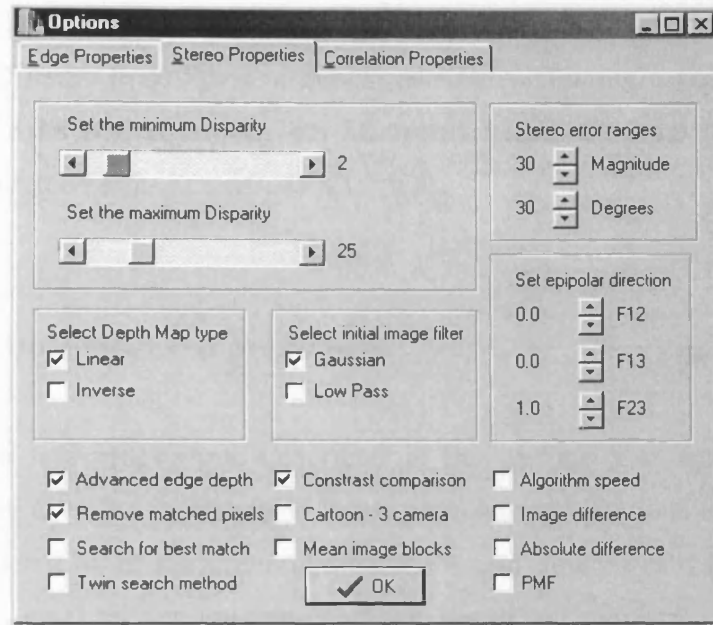 Options
Edge Properties Stereo Properties Correlation Properties
Set the minimum Disparity
2
Set the maximum Disparity
25
Stereo error ranges
30 Magnitude
30 Degrees
Set epipolar direction
0.0 F12
0.0 F13
1.0 F23
Select Depth Map type
Linear
Inverse
Select initial image filter
Gaussian
Low Pass
Advanced edge depth
Remove matched pixels
Search for best match
Twin search method
Constrast comparison
Cartoon - 3 camera
Mean image blocks
Algorithm speed
Image difference
Absolute difference
PMF
OK